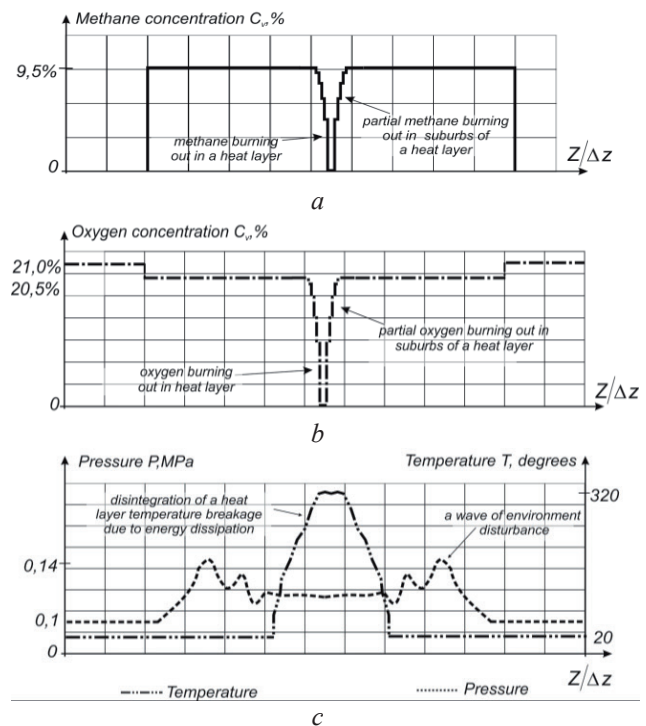 Methane concentration Cᵥ,%
9,5%
methane burning
out in a heat layer
partial methane burning
out in suburbs of
a heat layer
0
Z/Δz
a
Oxygen concentration Cᵥ,%
21,0%
20,5%
partial oxygen burning out in
suburbs of a heat layer
oxygen burning
out in heat layer
0
Z/Δz
b
Pressure P,MPa
Temperature T, degrees
disintegration of a heat
layer temperature breakage
due to energy dissipation
a wave of environment
disturbance
320
0,14
0,1
20
0
Z/Δz
Temperature
Pressure
c